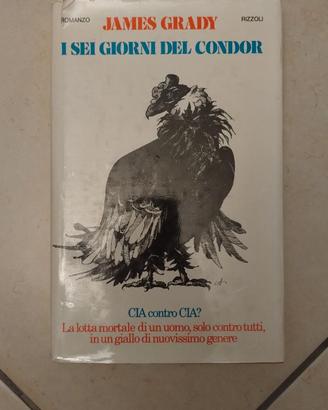 ROMANZO
JAMES GRADY
RIZZOLI
I SEI GIORNI DEL CONDOR
CIA contro CIA?
La lotta mortale di un uomo, solo contro tutti,
in un giallo di nuovissimo genere